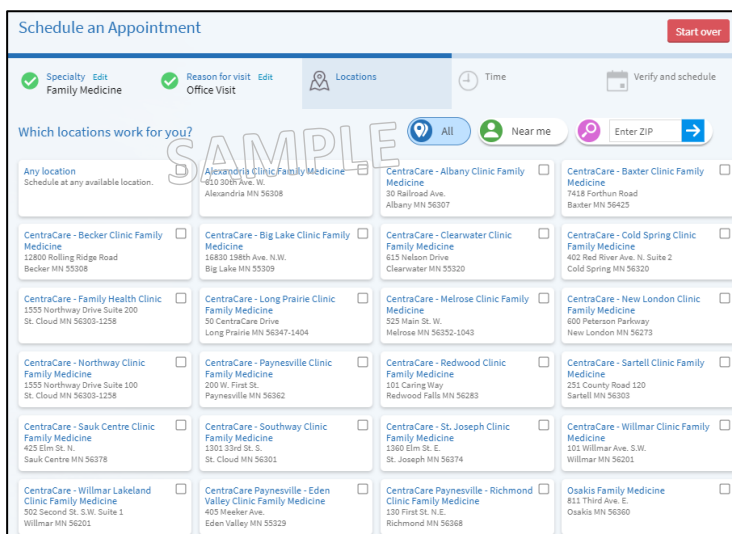 Schedule an Appointment
Start over
Specialty Edit
Family Medicine
Reason for visit Edit
Office Visit
Locations
Time
Verify and schedule
Which locations work for you?
All
Near me
Enter ZIP
SAMPLE
Any location
Schedule at any available location.
Alexandria Clinic Family Medicine
610 30th Ave. W.
Alexandria MN 56308
CentraCare - Albany Clinic Family
Medicine
30 Railroad Ave.
Albany MN 56307
CentraCare - Baxter Clinic Family
Medicine
7418 Forthun Road
Baxter MN 56425
CentraCare - Becker Clinic Family
Medicine
12800 Rolling Ridge Road
Becker MN 55308
CentraCare - Big Lake Clinic Family
Medicine
16830 198th Ave. N.W.
Big Lake MN 55309
CentraCare - Clearwater Clinic
Family Medicine
615 Nelson Drive
Clearwater MN 55320
CentraCare - Cold Spring Clinic
Family Medicine
402 Red River Ave. N. Suite 2
Cold Spring MN 56320
CentraCare - Family Health Clinic
1555 Northway Drive Suite 200
St. Cloud MN 56303-1258
CentraCare - Long Prairie Clinic
Family Medicine
50 CentraCare Drive
Long Prairie MN 56347-1404
CentraCare - Melrose Clinic Family
Medicine
525 Main St. W.
Melrose MN 56352-1043
CentraCare - New London Clinic
Family Medicine
600 Peterson Parkway
New London MN 56273
CentraCare - Northway Clinic
Family Medicine
1555 Northway Drive Suite 100
St. Cloud MN 56303-1258
CentraCare - Paynesville Clinic
Family Medicine
200 W. First St.
Paynesville MN 56362
CentraCare - Redwood Clinic
Family Medicine
101 Caring Way
Redwood Falls MN 56283
CentraCare - Sartell Clinic Family
Medicine
251 County Road 120
Sartell MN 56303
CentraCare - Sauk Centre Clinic
Family Medicine
425 Elm St. N.
Sauk Centre MN 56378
CentraCare - Southway Clinic
Family Medicine
1301 33rd St. S.
St. Cloud MN 56301
CentraCare - St. Joseph Clinic
Family Medicine
1360 Elm St. E.
St. Joseph MN 56374
CentraCare - Willmar Clinic Family
Medicine
101 Willmar Ave. S.W.
Willmar MN 56201
CentraCare - Willmar Lakeland
Clinic Family Medicine
502 Second St. S.W. Suite 1
Willmar MN 56201
CentraCare Paynesville - Eden
Valley Clinic Family Medicine
405 Meeker Ave.
Eden Valley MN 55329
CentraCare Paynesville - Richmond
Clinic Family Medicine
130 First St. N.E.
Richmond MN 56368
Osakis Family Medicine
811 Third Ave. E.
Osakis MN 56360